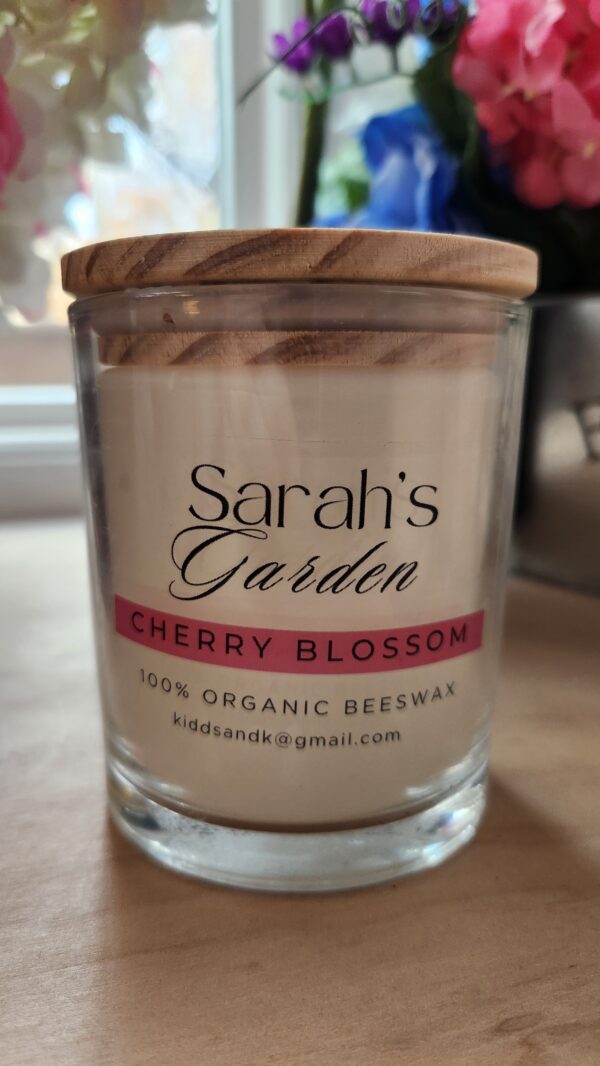 Sarah's
Garden
CHERRY BLOSSOM
100% ORGANIC BEESWAX
kiddsandk@gmail.com